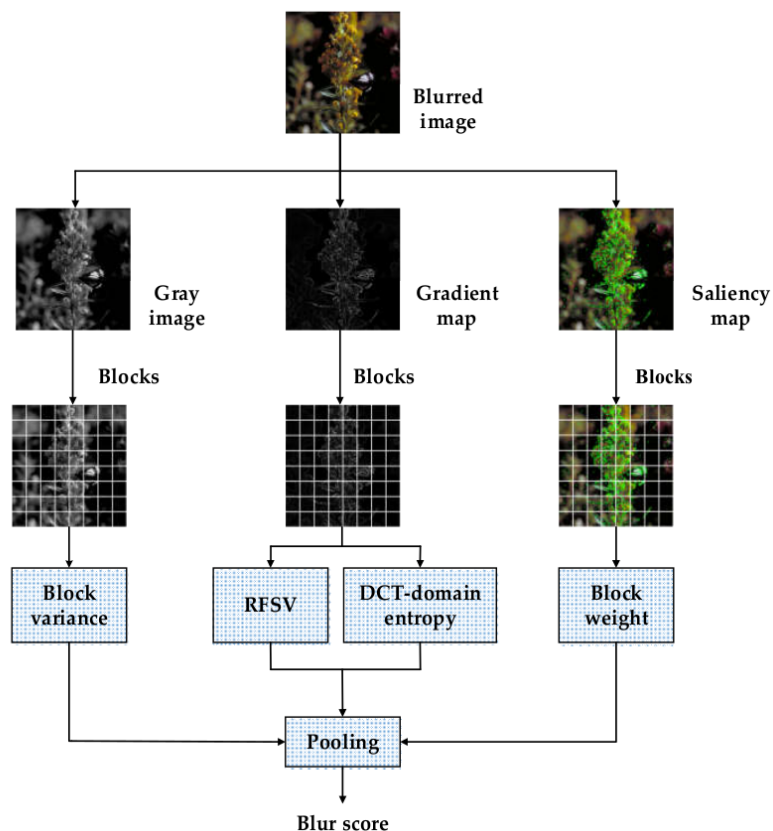 Blurred
image
Gray
image
Gradient
map
Saliency
map
Blocks
Blocks
Blocks
Block
variance
RFSV
DCT-domain
entropy
Block
weight
Pooling
Blur score